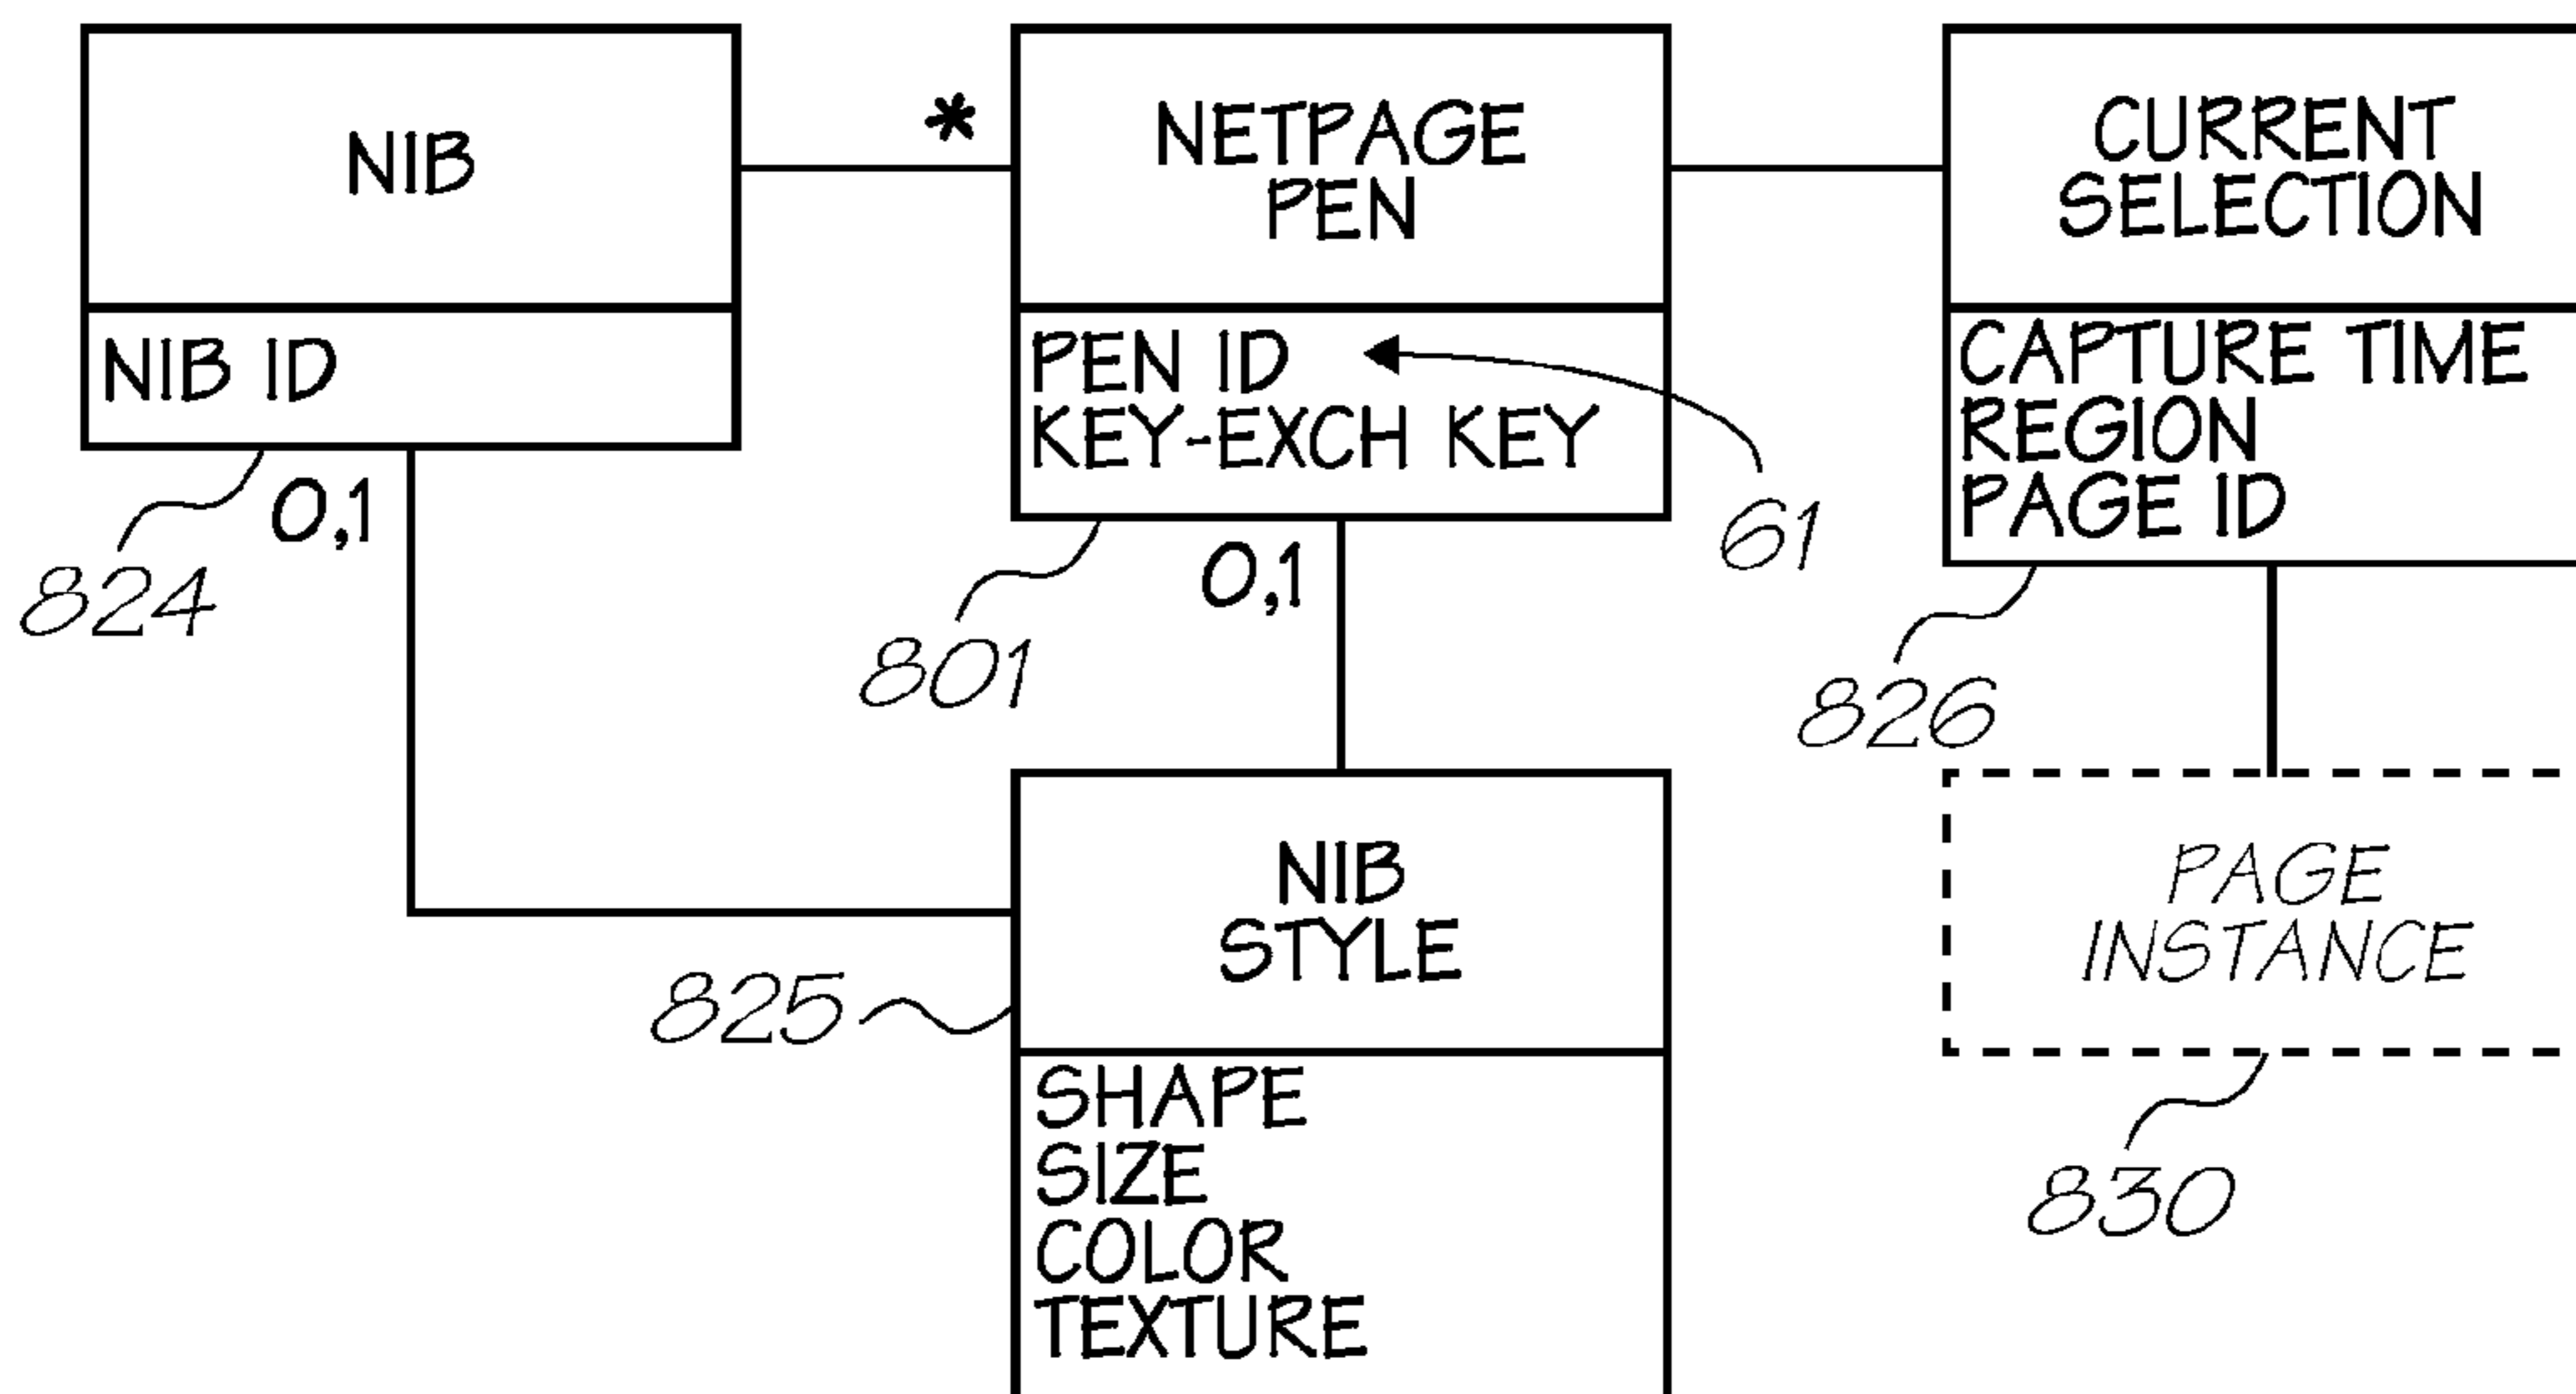 NIB
NIB ID
824
0,1
*
NETPAGE
PEN
PEN ID
KEY-EXCH KEY
61
801
0,1
CURRENT
SELECTION
CAPTURE TIME
REGION
PAGE ID
826
NIB
STYLE
825
SHAPE
SIZE
COLOR
TEXTURE
PAGE
INSTANCE
830